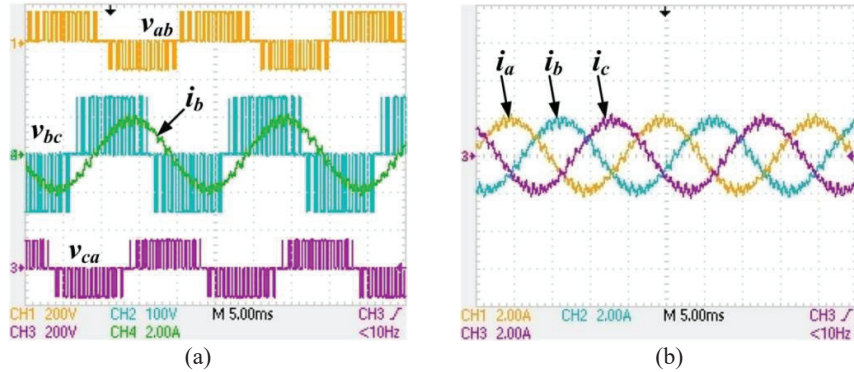 v_ab
i_b
v_bc
v_ca
1
3
CH1 200V CH2 100V M 5.00ms CH3 ∫
CH3 200V CH4 2.00A <10Hz
(a)
i_a i_b i_c
3
CH1 2.00A CH2 2.00A M 5.00ms CH3 ∫
CH3 2.00A <10Hz
(b)